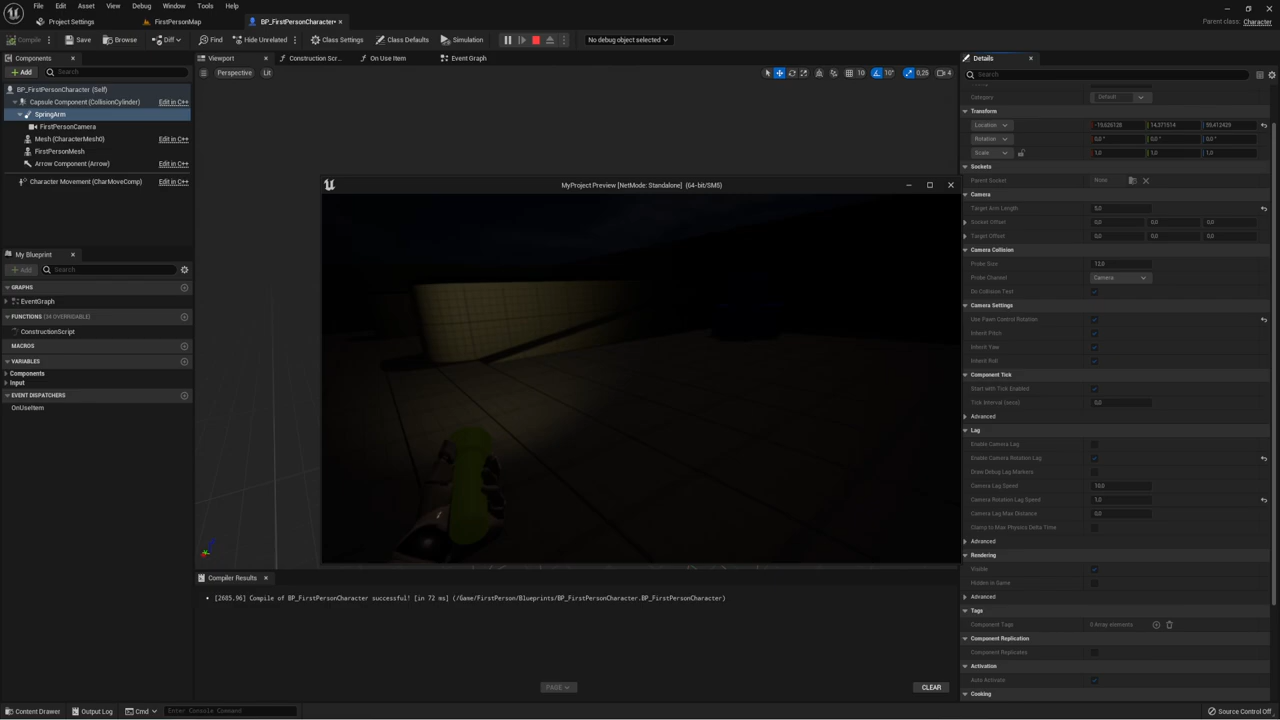 File Edit Asset View Debug Window Tools Help
Project Settings FirstPersonMap BP_FirstPersonCharacter•
Parent class: Character
Compile Save Browse Diff Find Hide Unrelated Class Settings Class Defaults Simulation No debug object selected
Components
Add Search
BP_FirstPersonCharacter (Self)
Capsule Component (CollisionCylinder) Edit in C++
SpringArm
FirstPersonCamera
Mesh (CharacterMesh0) Edit in C++
FirstPersonMesh
Arrow Component (Arrow) Edit in C++
Character Movement (CharMoveComp) Edit in C++
My Blueprint
Add Search
GRAPHS
EventGraph
FUNCTIONS (34 OVERRIDABLE)
ConstructionScript
MACROS
VARIABLES
Components
Input
EVENT DISPATCHERS
OnUseItem
Viewport Construction Scr... On Use Item Event Graph
Perspective Lit 10 10° 0,25 4
MyProject Preview [NetMode: Standalone] (64-bit/SM5)
Compiler Results
[2685,96] Compile of BP_FirstPersonCharacter successful! [in 72 ms] (/Game/FirstPerson/Blueprints/BP_FirstPersonCharacter.BP_FirstPersonCharacter)
PAGE CLEAR
Details
Search
Category Default
Transform
Location 14,371514
Rotation 0,0 ° 0,0 ° 0,0 °
Scale 1,0 1,0 1,0
Sockets
Parent Socket None
Camera
Target Arm Length 5,0
Socket Offset 0,0 0,0 0,0
Target Offset 0,0 0,0 0,0
Camera Collision
Probe Size 12,0
Probe Channel Camera
Do Collision Test
Camera Settings
Use Pawn Control Rotation
Inherit Pitch
Inherit Yaw
Inherit Roll
Component Tick
Start with Tick Enabled
Tick Interval (secs) 0,0
Advanced
Lag
Enable Camera Lag
Enable Camera Rotation Lag
Draw Debug Lag Markers
Camera Lag Speed 10,0
Camera Rotation Lag Speed 1,0
Camera Lag Max Distance 0,0
Clamp to Max Physics Delta Time
Advanced
Rendering
Visible
Hidden in Game
Advanced
Tags
Component Tags 0 Array elements
Component Replication
Component Replicates
Activation
Auto Activate
Cooking
Content Drawer Output Log Cmd Enter Console Command Source Control Off